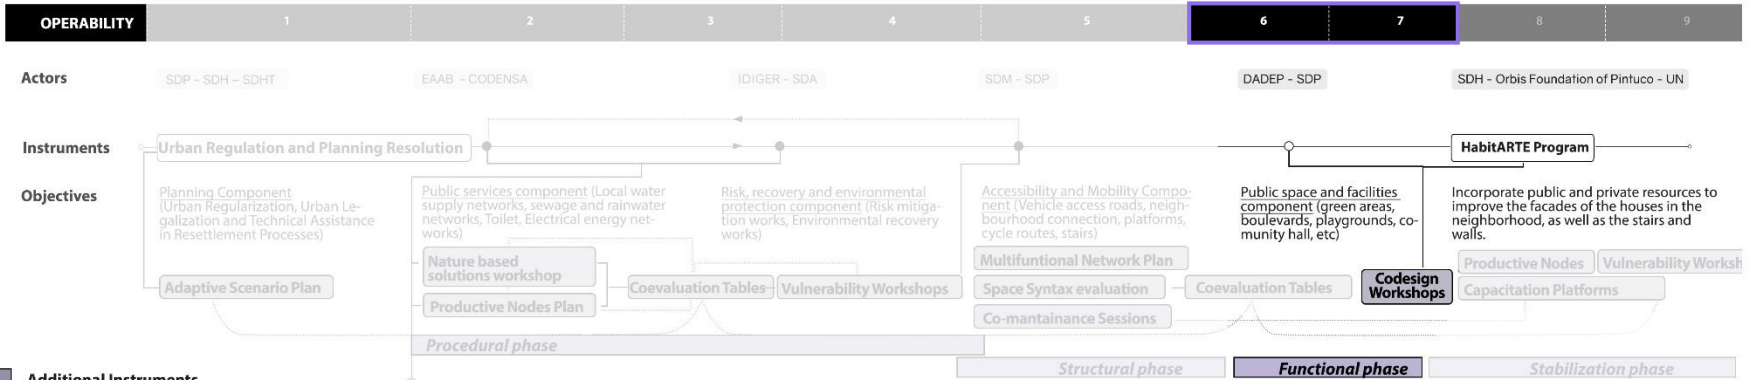 OPERABILITY 1 2 3 4 5 6 7 8 9
Actors SDP - SDH – SDHT EAAB - CODENSA IDIGER - SDA SDM - SDP DADEP - SDP SDH - Orbis Foundation of Pintuco - UN
Instruments Urban Regulation and Planning Resolution HabitARTE Program
Objectives
Planning Component
(Urban Regularization, Urban Le-
galization and Technical Assistance
in Resettlement Processes)
Public services component (Local water
supply networks, sewage and rainwater
networks, Toilet, Electrical energy net-
works)
Risk, recovery and environmental
protection component (Risk mitiga-
tion works, Environmental recovery
works)
Accessibility and Mobility Compo-
nent (Vehicle access roads, neigh-
bourhood connection, platforms,
cycle routes, stairs)
Public space and facilities
component (green areas,
boulevards, playgrounds, co-
munity hall, etc)
Incorporate public and private resources to
improve the facades of the houses in the
neighborhood, as well as the stairs and
walls.
Adaptive Scenario Plan
Nature based
solutions workshop
Productive Nodes Plan
Coevaluation Tables
Vulnerability Workshops
Multifuntional Network Plan
Space Syntax evaluation
Co-mantainance Sessions
Coevaluation Tables
Codesign
Workshops
Productive Nodes
Vulnerability Worksh
Capacitation Platforms
Procedural phase
Structural phase
Functional phase
Stabilization phase
Additional Instruments